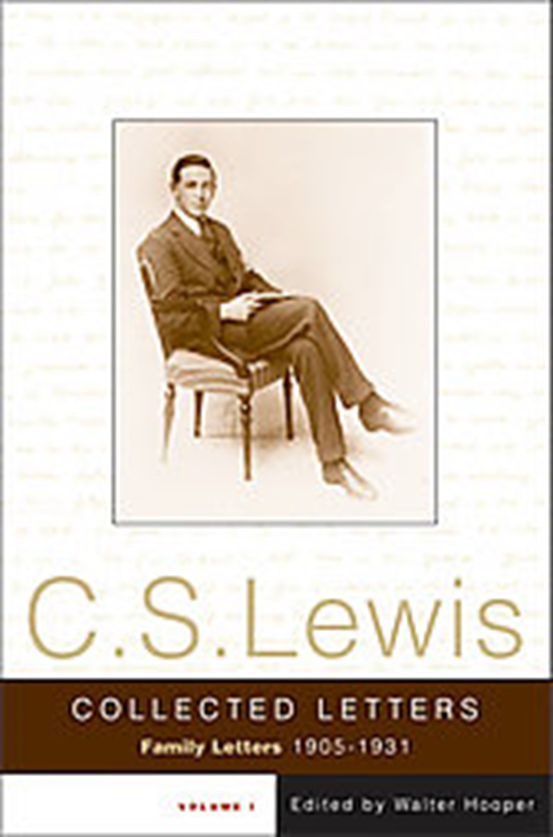 C.S.Lewis
COLLECTED LETTERS
Family Letters 1905-1931
VOLUME I
Edited by Walter Hooper